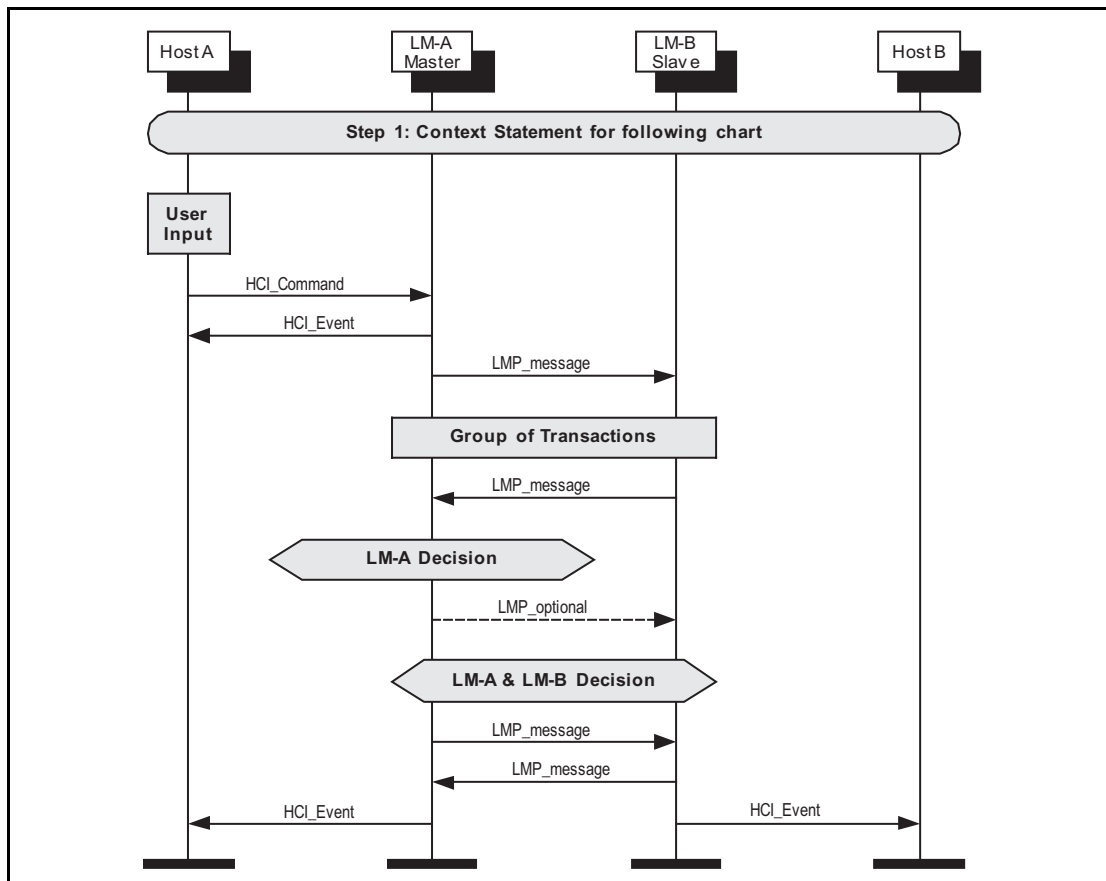 Host A
LM-A
Master
LM-B
Slave
Host B
Step 1: Context Statement for following chart
User
Input
HCI_Command
HCI_Event
LMP_message
Group of Transactions
LMP_message
LM-A Decision
LMP_optional
LM-A & LM-B Decision
LMP_message
LMP_message
HCI_Event
HCI_Event